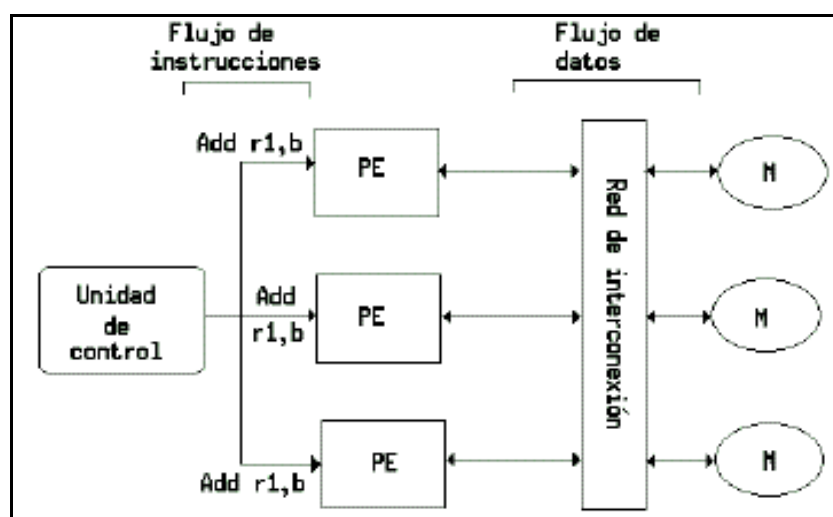 Flujo de
instrucciones
Flujo de
datos
Add r1,b
PE
M
Unidad
de
control
Add
r1,b
PE
M
Red de interconexión
Add r1,b
PE
M